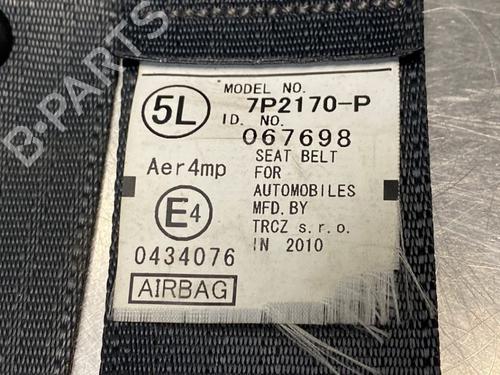 MODEL NO.
5L
7P2170-P
I D. NO.
067698
Aer4mp
SEAT BELT
FOR
AUTOMOBILES
MFD. BY
TRCZ s. r. o.
IN 2010
E4
0434076
AIRBAG
B-PARTS